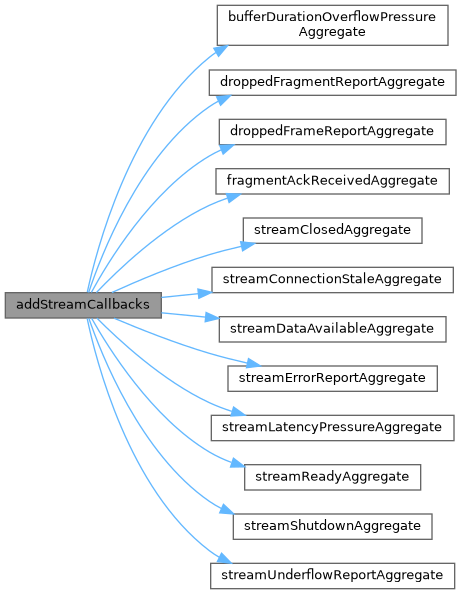 bufferDurationOverflowPressure
Aggregate
droppedFragmentReportAggregate
droppedFrameReportAggregate
fragmentAckReceivedAggregate
streamClosedAggregate
addStreamCallbacks
streamConnectionStaleAggregate
streamDataAvailableAggregate
streamErrorReportAggregate
streamLatencyPressureAggregate
streamReadyAggregate
streamShutdownAggregate
streamUnderflowReportAggregate